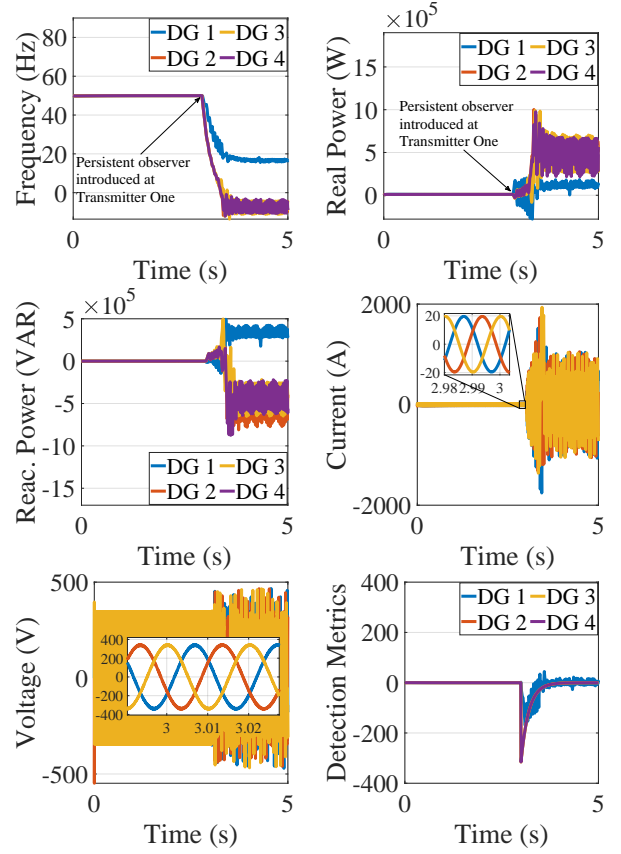 80
60
40
20
0
Frequency (Hz)
DG 1 DG 3
DG 2 DG 4
Persistent observer
introduced at
Transmitter One
0 5
Time (s)
×10⁵
15
10
5
0
Real Power (W)
DG 1 DG 3
DG 2 DG 4
Persistent observer
introduced at
Transmitter One
0 5
Time (s)
×10⁵
5
0
-5
-10
-15
Reac. Power (VAR)
DG 1 DG 3
DG 2 DG 4
0 5
Time (s)
2000
0
-2000
Current (A)
20
0
-20
2.98 2.99 3
0 5
Time (s)
500
0
-500
Voltage (V)
400
200
0
-200
-400
3 3.01 3.02
0 5
Time (s)
400
200
0
-200
-400
Detection Metrics
DG 1 DG 3
DG 2 DG 4
0 5
Time (s)